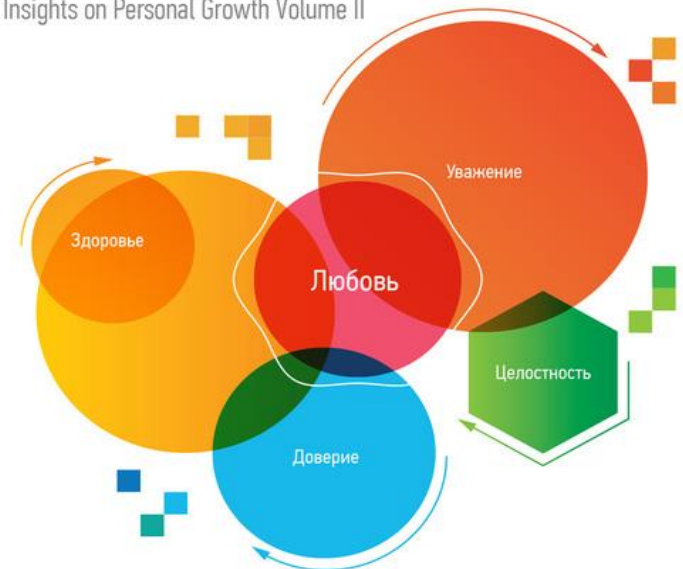 Insights on Personal Growth Volume II
Уважение
Здоровье
Любовь
Целостность
Доверие